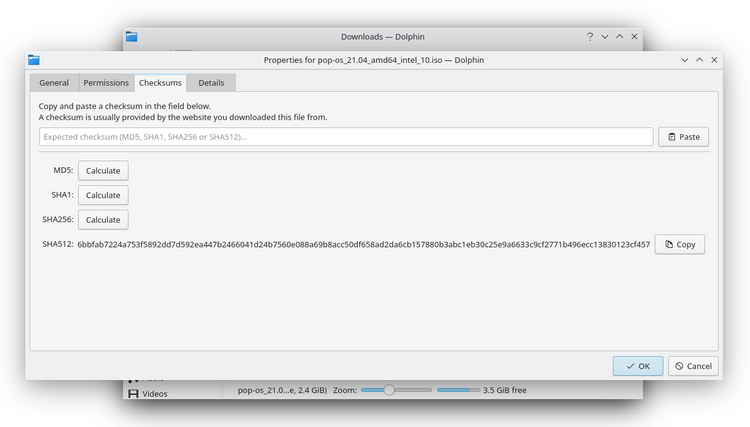 Downloads — Dolphin
Properties for pop-os_21.04_amd64_intel_10.iso — Dolphin
General Permissions Checksums Details
Copy and paste a checksum in the field below.
A checksum is usually provided by the website you downloaded this file from.
Expected checksum (MD5, SHA1, SHA256 or SHA512)... Paste
MD5: Calculate
SHA1: Calculate
SHA256: Calculate
SHA512: 6bbfab7224a753f5892dd7d592ea447b2466041d24b7560e088a69b8acc50df658ad2da6cb157880b3abc1eb30c25e9a6633c9cf2771b496ecc13830123cf457 Copy
OK Cancel
Videos pop-os_21.0...e, 2.4 GiB) Zoom: 3.5 GiB free